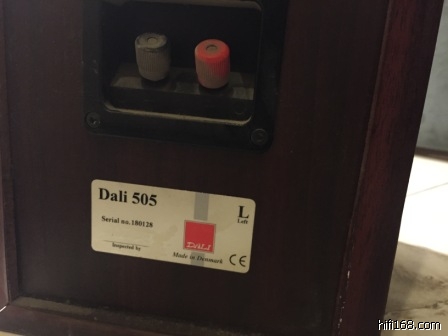 Dali 505
Serial no.180128
L
Left
Inspected by
DALI
Made in Denmark
CE
hifi168.com